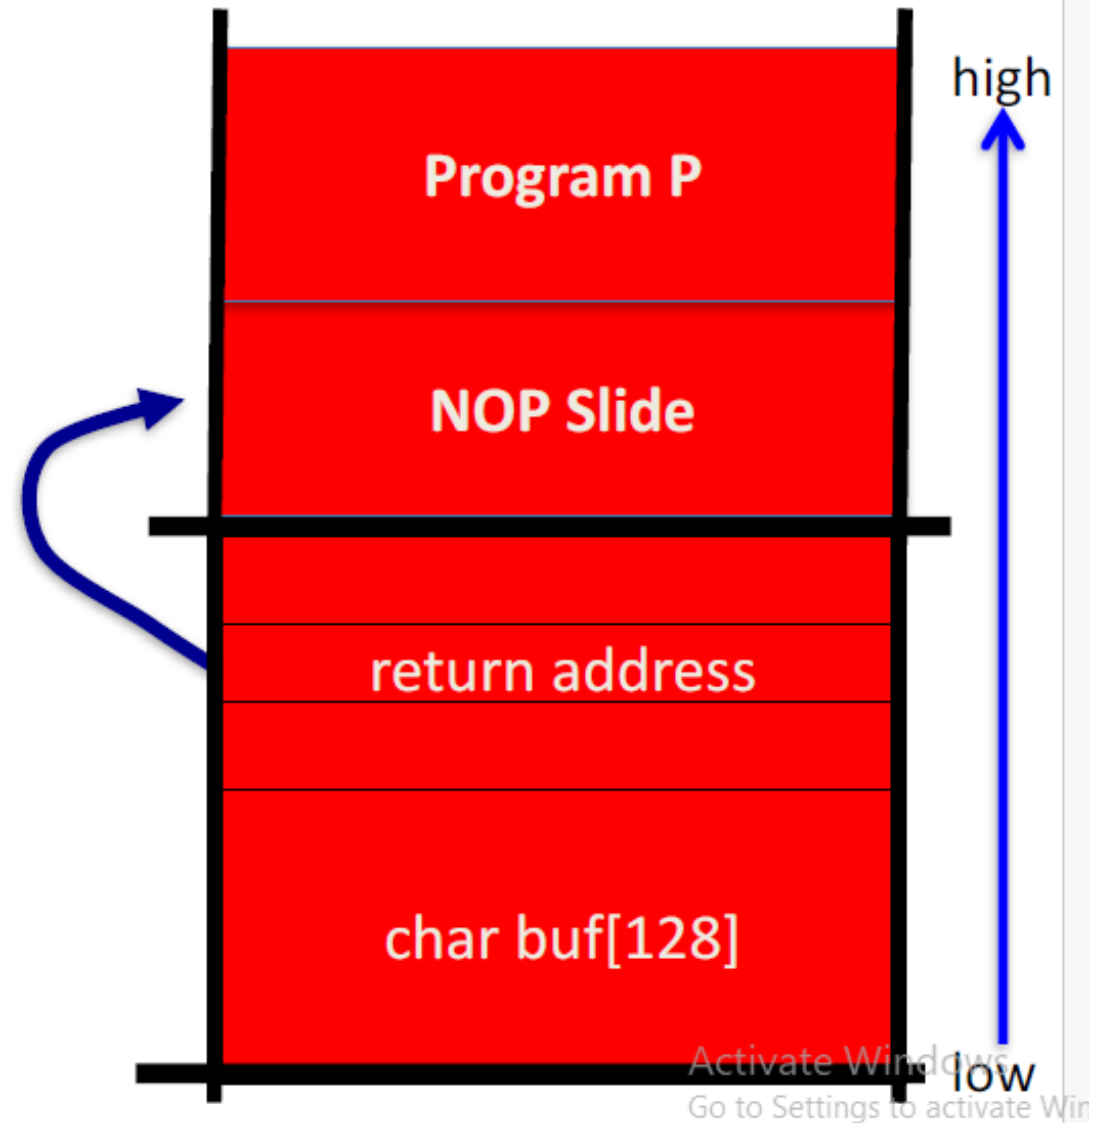 high
Program P
NOP Slide
return address
char buf[128]
Activate Windows
low
Go to Settings to activate Win